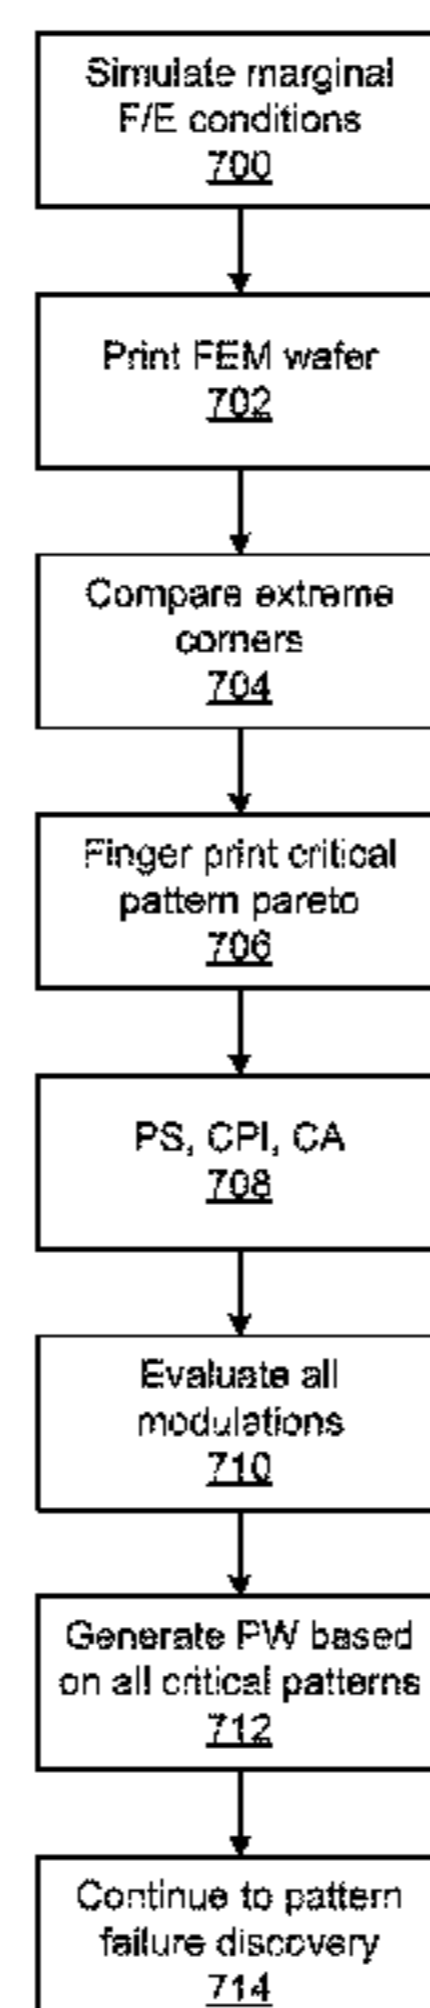 Simulate marginal
F/E conditions
700
Print FEM wafer
702
Compare extreme
corners
704
Finger print critical
pattern pareto
706
PS, CPI, CA
708
Evaluate all
modulations
710
Generate PW based
on all critical patterns
712
Continue to pattern
failure discovery
714